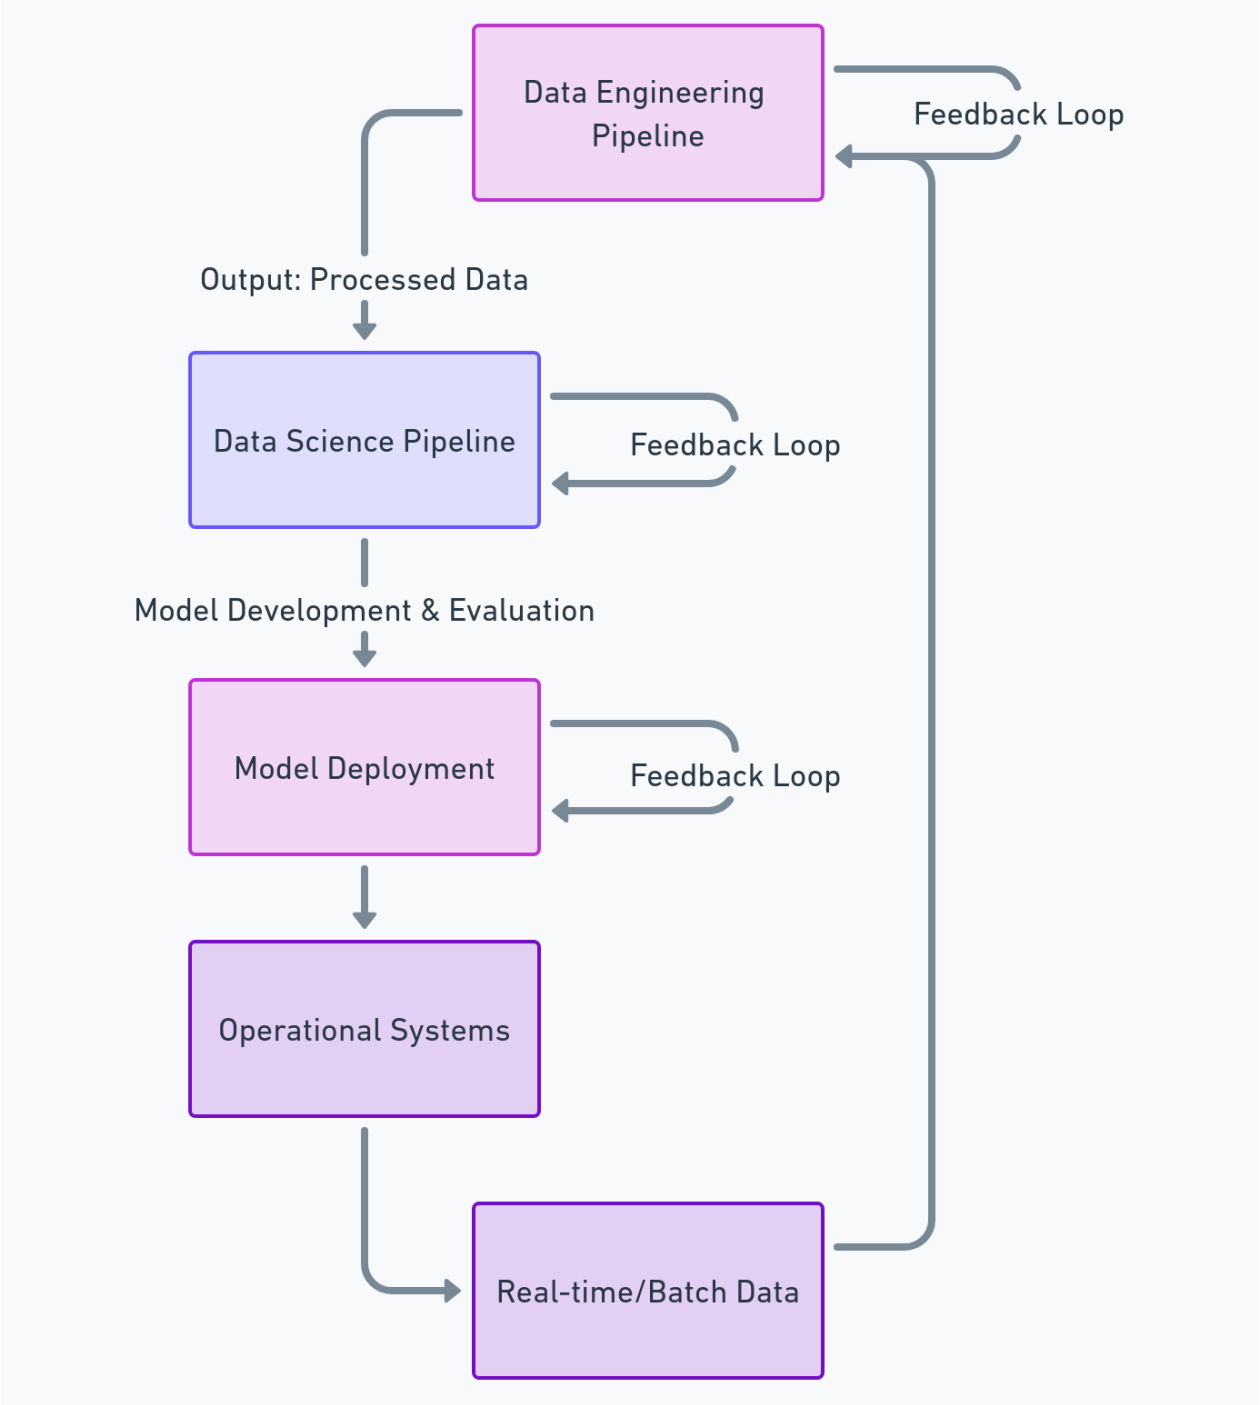 Data Engineering
Pipeline
Feedback Loop
Output: Processed Data
Data Science Pipeline
Feedback Loop
Model Development & Evaluation
Model Deployment
Feedback Loop
Operational Systems
Real-time/Batch Data